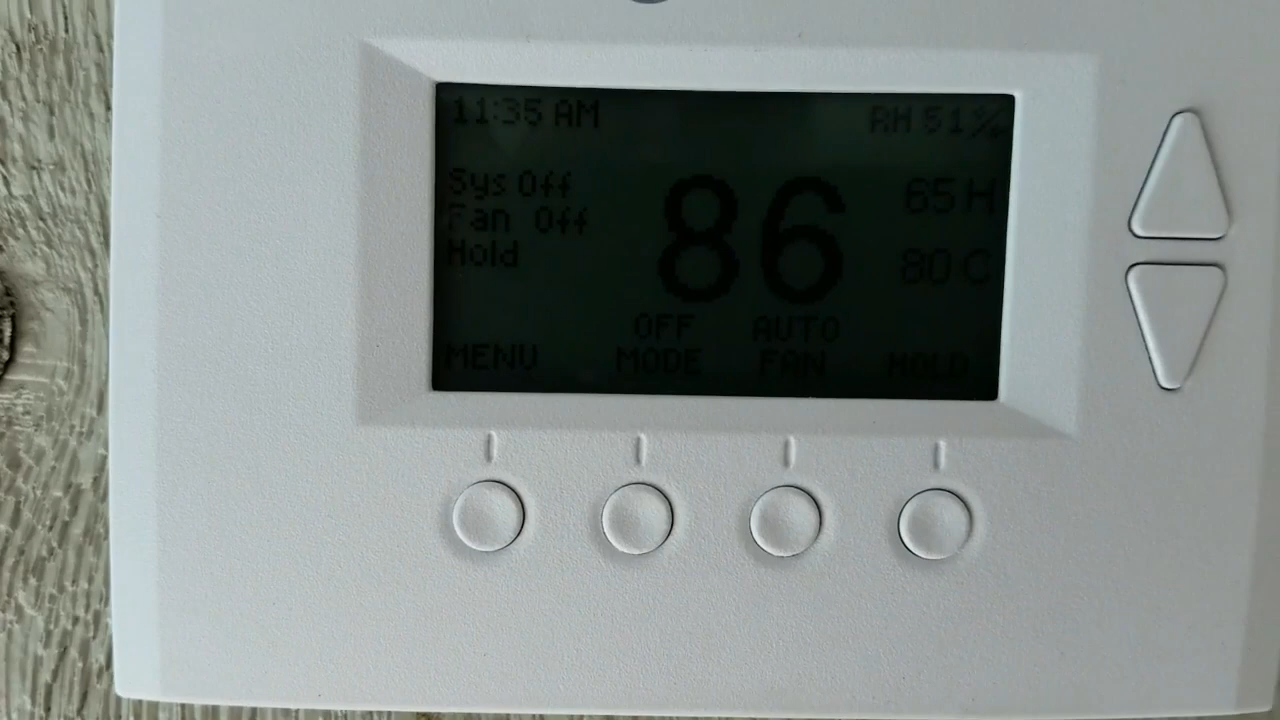 11:35 AM RH 51%
Sys Off
Fan Off
Hold
86
65 H
80 C
OFF AUTO
MENU MODE FAN HOLD